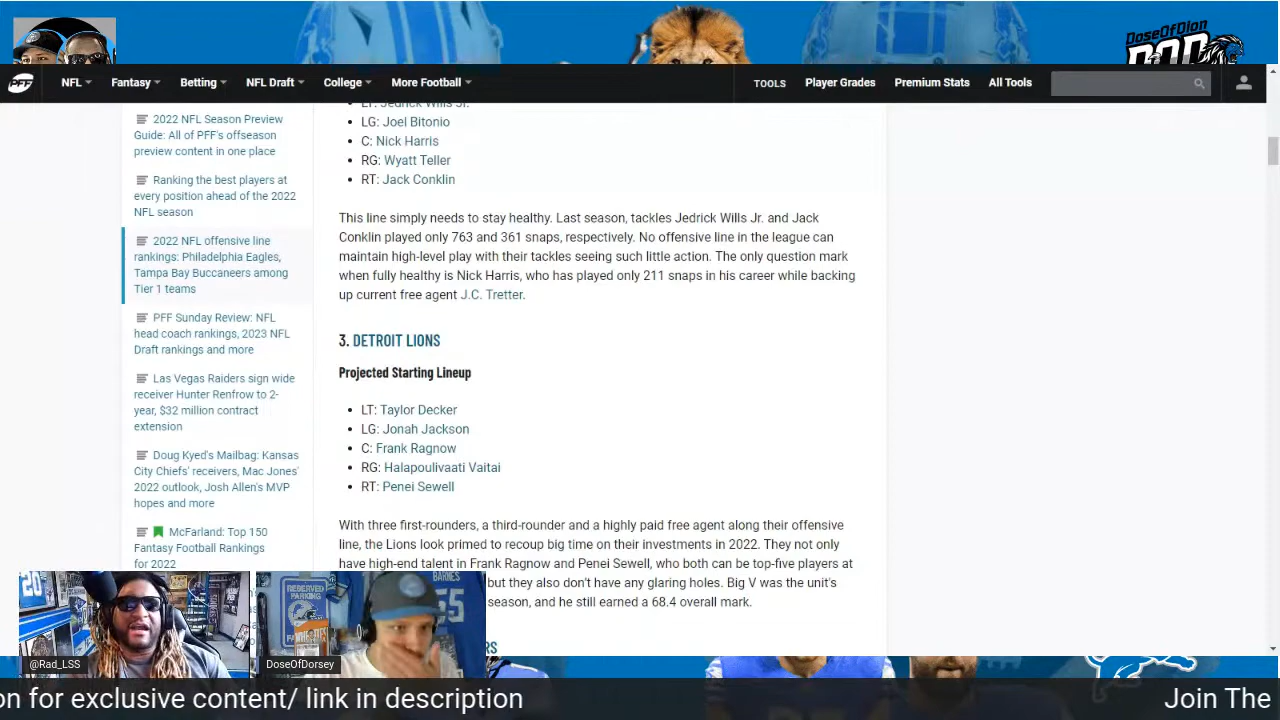 DoseOfDion
POD
PFF
NFL
Fantasy
Betting
NFL Draft
College
More Football
TOOLS
Player Grades
Premium Stats
All Tools
2022 NFL Season Preview
Guide: All of PFF's offseason
preview content in one place
Ranking the best players at
every position ahead of the 2022
NFL season
2022 NFL offensive line
rankings: Philadelphia Eagles,
Tampa Bay Buccaneers among
Tier 1 teams
PFF Sunday Review: NFL
head coach rankings, 2023 NFL
Draft rankings and more
Las Vegas Raiders sign wide
receiver Hunter Renfrow to 2-
year, $32 million contract
extension
Doug Kyed's Mailbag: Kansas
City Chiefs' receivers, Mac Jones'
2022 outlook, Josh Allen's MVP
hopes and more
McFarland: Top 150
Fantasy Football Rankings
for 2022
LT: Jedrick Wills Jr.
LG: Joel Bitonio
C: Nick Harris
RG: Wyatt Teller
RT: Jack Conklin
This line simply needs to stay healthy. Last season, tackles Jedrick Wills Jr. and Jack
Conklin played only 763 and 361 snaps, respectively. No offensive line in the league can
maintain high-level play with their tackles seeing such little action. The only question mark
when fully healthy is Nick Harris, who has played only 211 snaps in his career while backing
up current free agent J.C. Tretter.
3. DETROIT LIONS
Projected Starting Lineup
LT: Taylor Decker
LG: Jonah Jackson
C: Frank Ragnow
RG: Halapoulivaati Vaitai
RT: Penei Sewell
With three first-rounders, a third-rounder and a highly paid free agent along their offensive
line, the Lions look primed to recoup big time on their investments in 2022. They not only
have high-end talent in Frank Ragnow and Penei Sewell, who both can be top-five players at
but they also don't have any glaring holes. Big V was the unit's
season, and he still earned a 68.4 overall mark.
RS
20
RESERVED
PARKING
BARNES
55
@Rad_LSS
DoseOfDorsey
on for exclusive content/ link in description
Join The